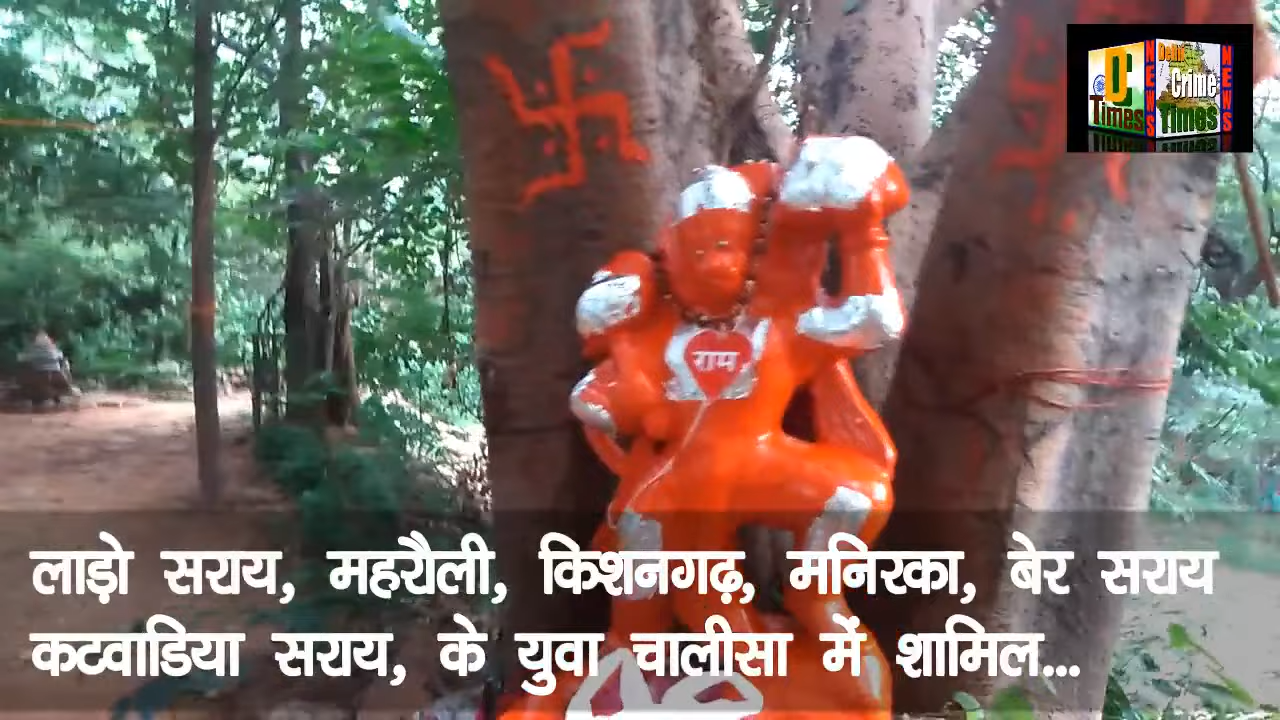 D
Times
NEWS
Delhi
Crime
Times
NEWS
राम
लाड़ो सराय, महरौली, किशनगढ़, मनिरका, बेर सराय
कटवाडिया सराय, के युवा चालीसा में शामिल...